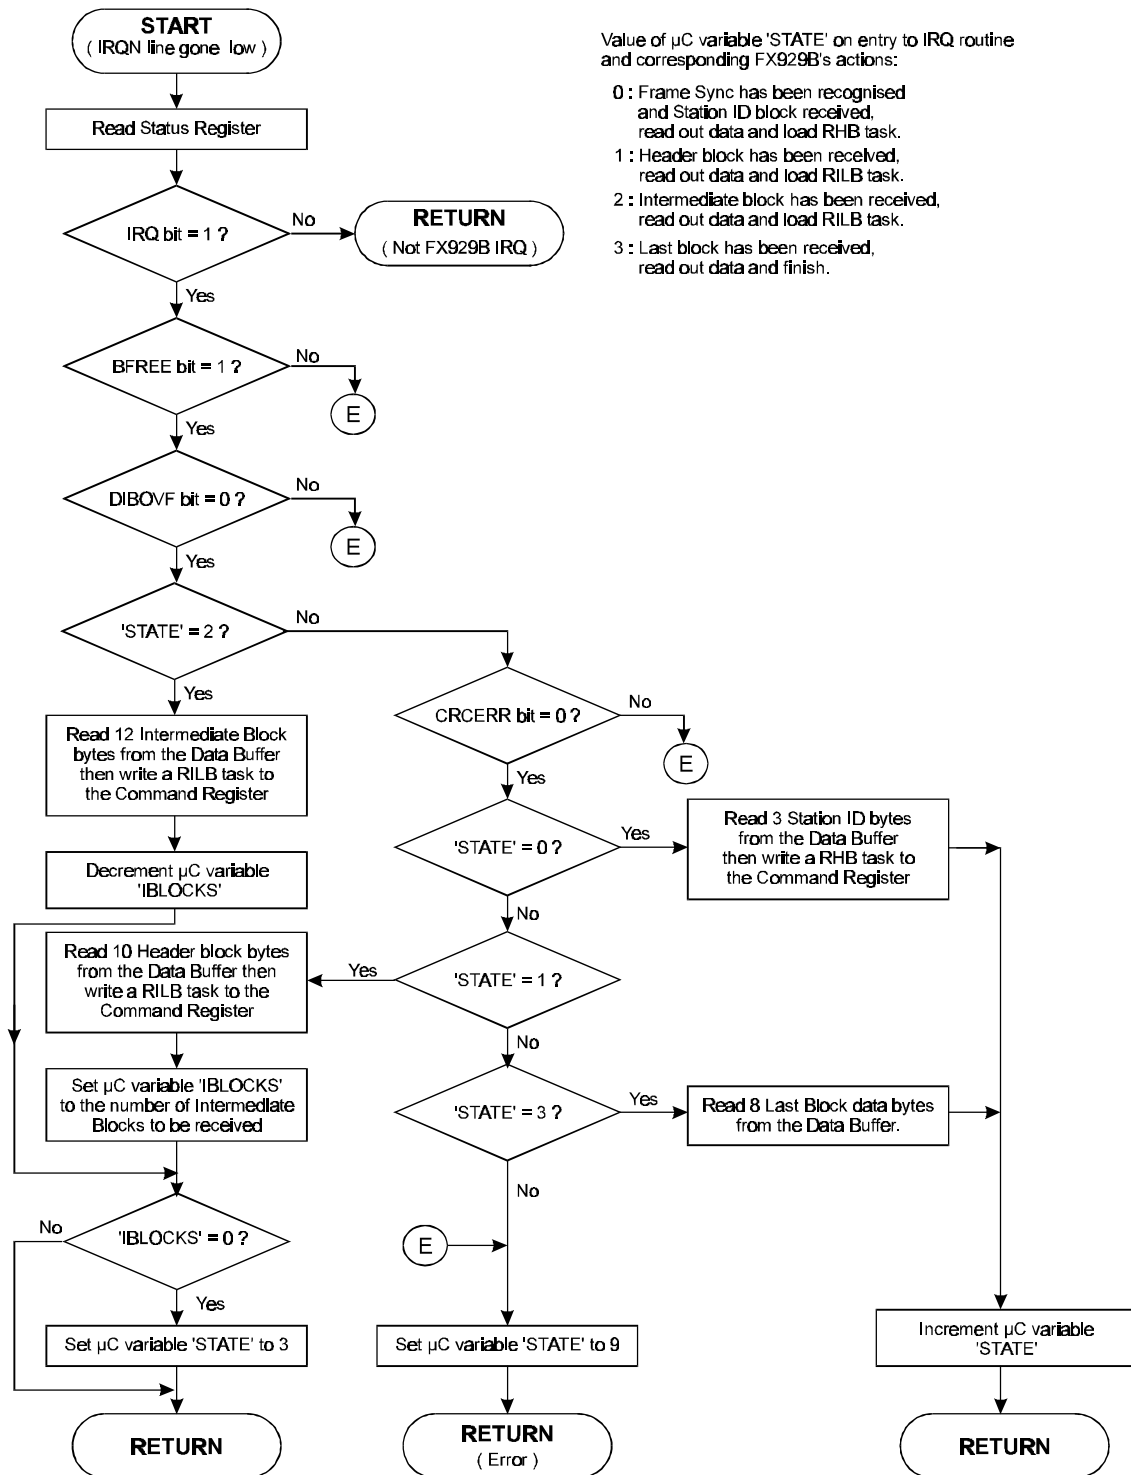 START
( IRQN line gone low )
Value of µC variable 'STATE' on entry to IRQ routine
and corresponding FX929B's actions:
0 : Frame Sync has been recognised
and Station ID block received,
read out data and load RHB task.
1 : Header block has been received,
read out data and load RILB task.
2 : Intermediate block has been received,
read out data and load RILB task.
3 : Last block has been received,
read out data and finish.
Read Status Register
IRQ bit = 1 ?
No
RETURN
( Not FX929B IRQ )
Yes
BFREE bit = 1 ?
No
E
Yes
DIBOVF bit = 0 ?
No
E
Yes
'STATE' = 2 ?
No
Yes
CRCERR bit = 0 ?
No
E
Yes
Read 12 Intermediate Block
bytes from the Data Buffer
then write a RILB task to
the Command Register
'STATE' = 0 ?
Yes
Read 3 Station ID bytes
from the Data Buffer
then write a RHB task to
the Command Register
No
Decrement µC variable
'IBLOCKS'
'STATE' = 1 ?
Yes
Read 10 Header block bytes
from the Data Buffer then
write a RILB task to the
Command Register
No
Set µC variable 'IBLOCKS'
to the number of Intermediate
Blocks to be received
'STATE' = 3 ?
Yes
Read 8 Last Block data bytes
from the Data Buffer.
No
'IBLOCKS' = 0 ?
No
Yes
E
Set µC variable 'STATE' to 3
Set µC variable 'STATE' to 9
Increment µC variable
'STATE'
RETURN
RETURN
( Error )
RETURN